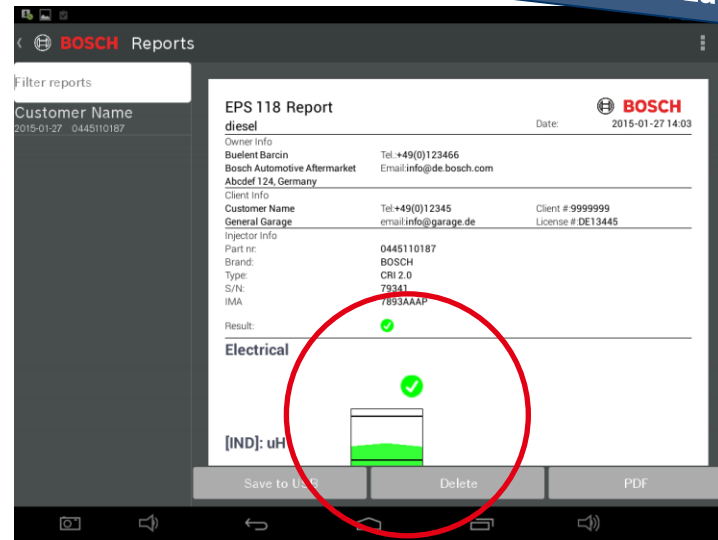 BOSCH Reports
Filter reports
Customer Name
2015-01-27 0445110187
EPS 118 Report
BOSCH
diesel Date: 2015-01-27 14:03
Owner Info
Buelent Barcin Tel.:+49(0)123466
Bosch Automotive Aftermarket Email:info@de.bosch.com
Abcdef 124, Germany
Client Info
Customer Name Tel:+49(0)12345 Client #:9999999
General Garage email:info@garage.de License #:DE13445
Injector Info
Part nr: 0445110187
Brand: BOSCH
Type: CRI 2.0
S/N: 79341
IMA 7893AAAP
Result:
Electrical
[IND]: uH
Save to USB Delete PDF